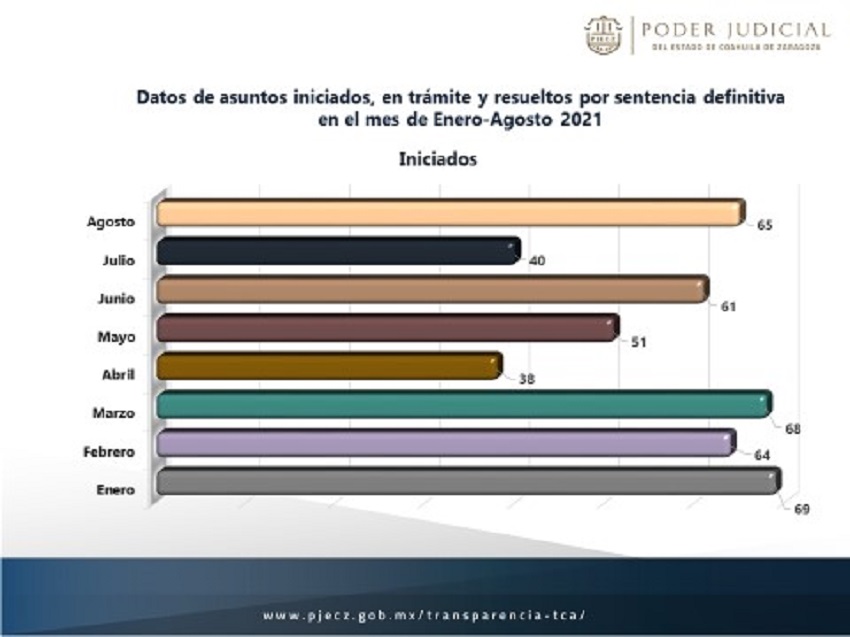 PJECZ
PODER JUDICIAL
DEL ESTADO DE COAHUILA DE ZARAGOZA
Datos de asuntos iniciados, en trámite y resueltos por sentencia definitiva
en el mes de Enero-Agosto 2021
Iniciados
Agosto 65
Julio 40
Junio 61
Mayo 51
Abril 38
Marzo 68
Febrero 64
Enero 69
www.pjecz.gob.mx/transparencia-tca/